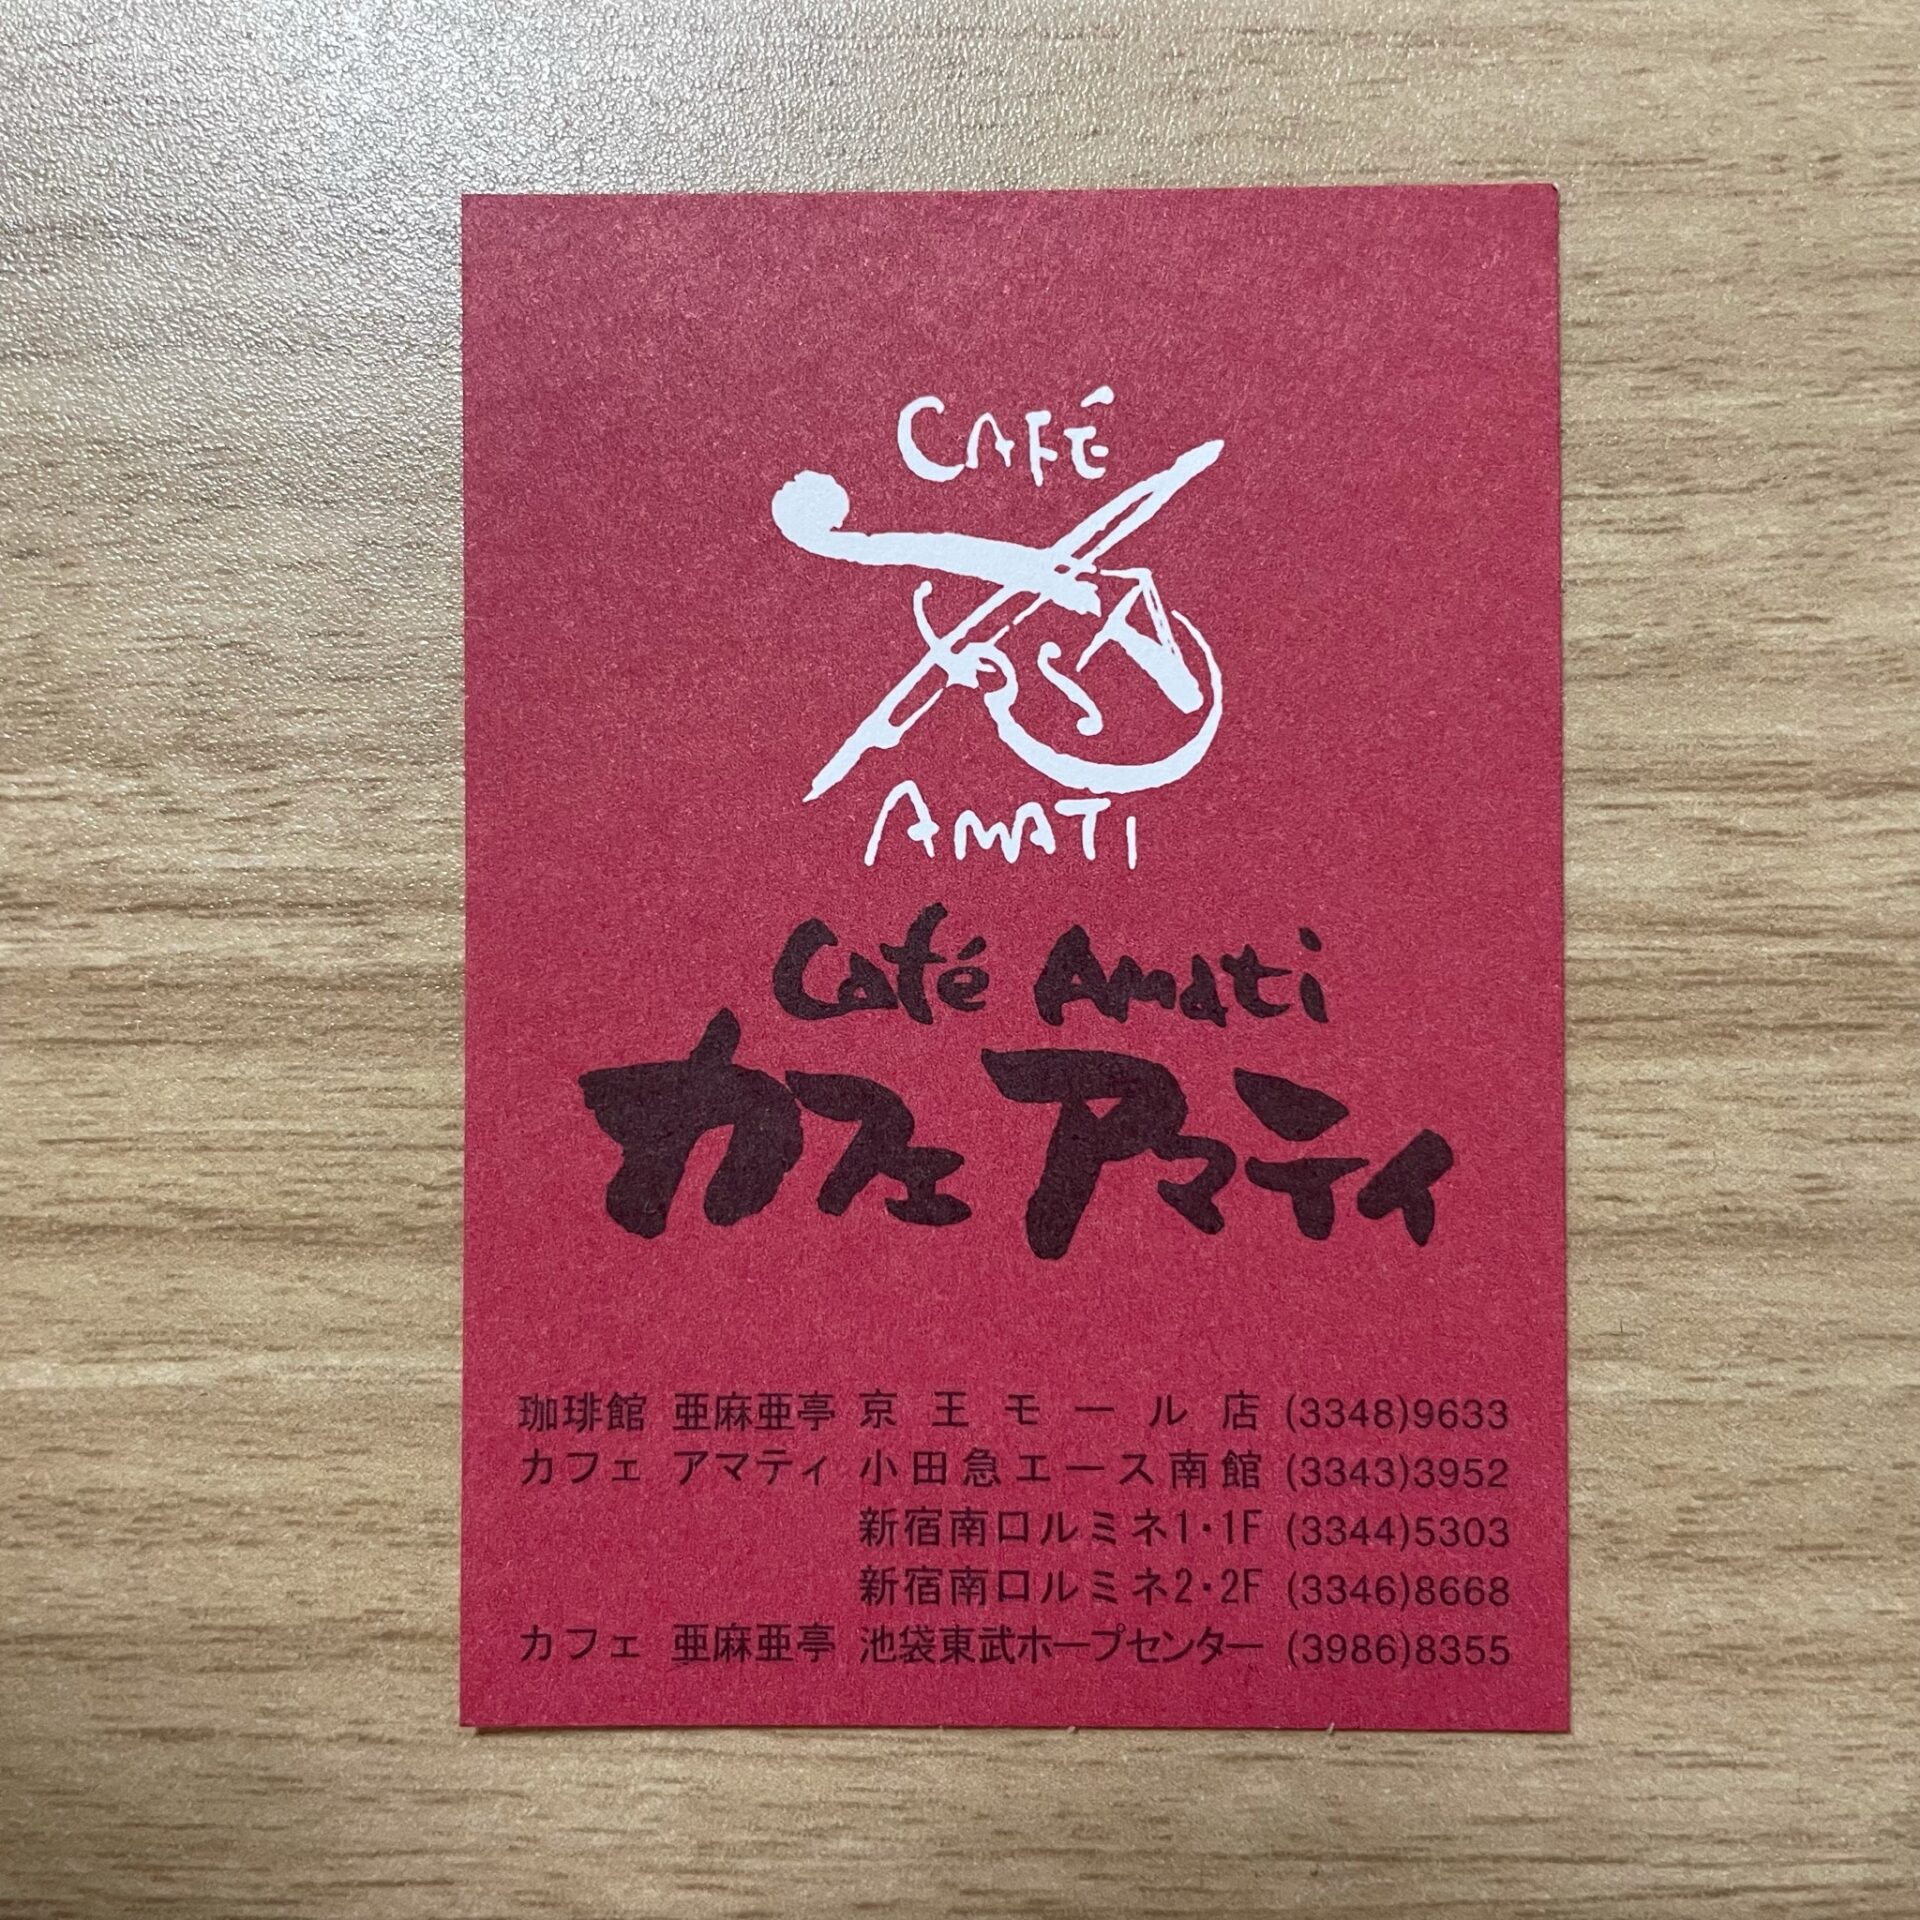 CAFÉ
AMATI
Café Amati
カフェ アマティ
珈琲館 亜麻亜亭 京王モール店 (3348)9633
カフェ アマティ 小田急エース南館 (3343)3952
新宿南口ルミネ1・1F (3344)5303
新宿南口ルミネ2・2F (3346)8668
カフェ 亜麻亜亭 池袋東武ホープセンター (3986)8355